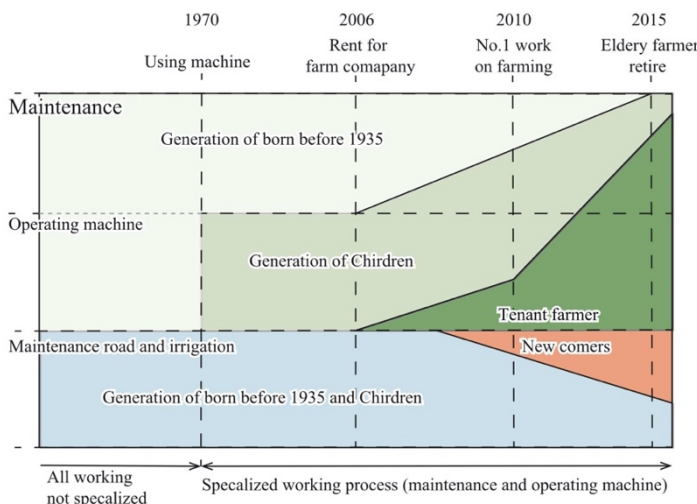 1970
2006
2010
2015
Using machine
Rent for
farm comapany
No.1 work
on farming
Eldery farmer
retire
Maintenance
Generation of born before 1935
Operating machine
Generation of Chirdren
Tenant farmer
Maintenance road and irrigation
New comers
Generation of born before 1935 and Chirdren
All working
not specalized
Specalized working process (maintenance and operating machine)